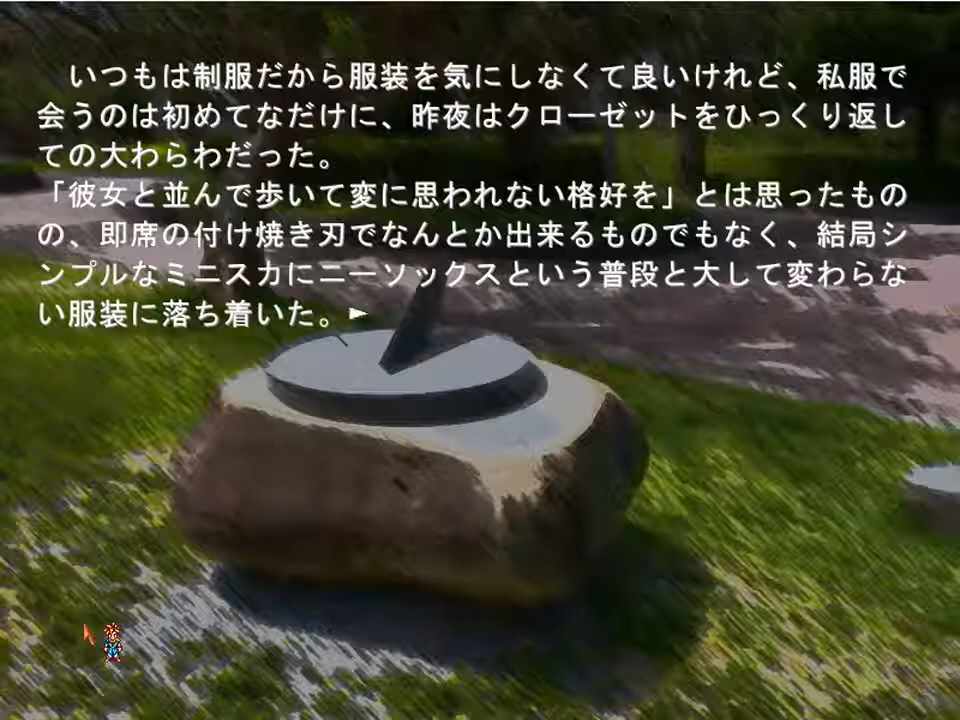 いつもは制服だから服装を気にしなくて良いけれど、私服で
会うのは初めてなだけに、昨夜はクローゼットをひっくり返し
ての大わらわだった。
「彼女と並んで歩いて変に思われない格好を」とは思ったもの
の、即席の付け焼き刃でなんとか出来るものでもなく、結局シ
ンプルなミニスカにニーソックスという普段と大して変わらな
い服装に落ち着いた。